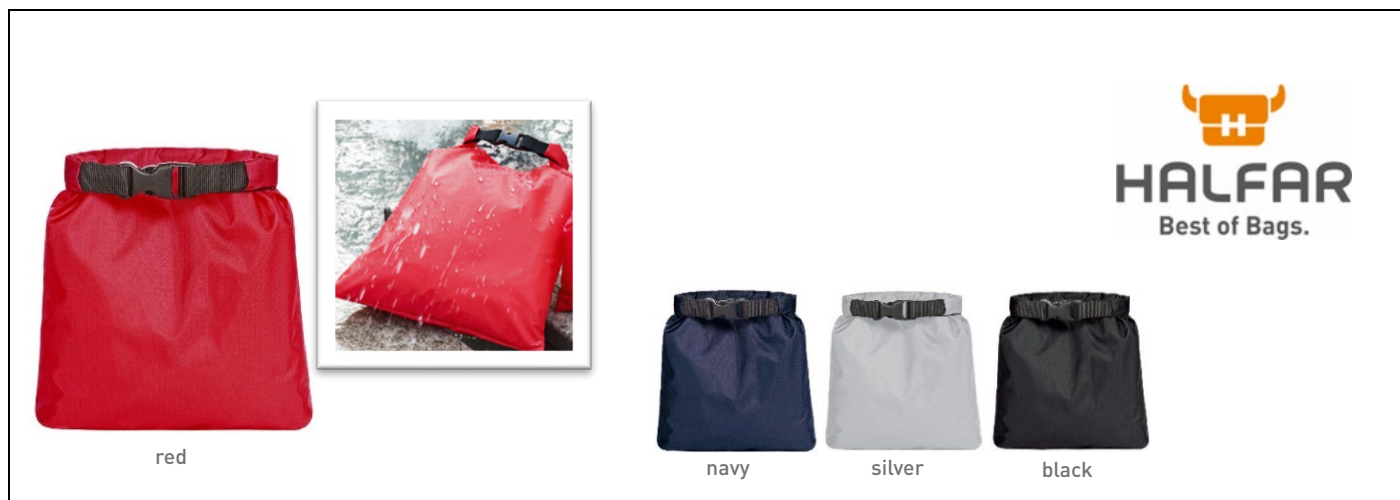 H
HALFAR
Best of Bags.
red
navy
silver
black